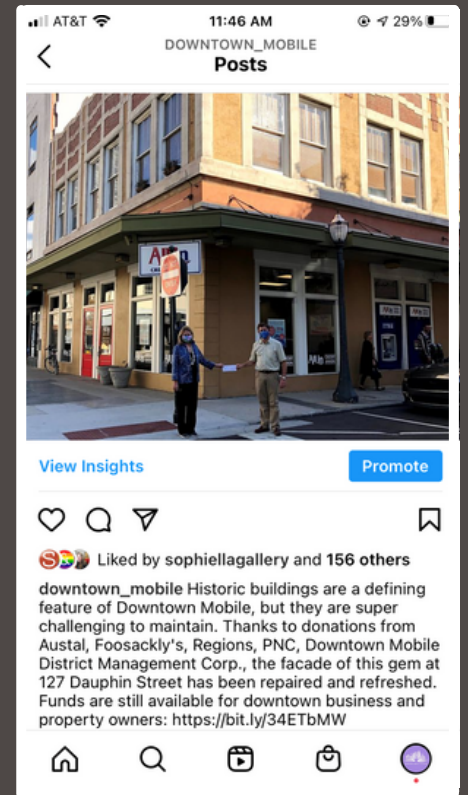 AT&T 11:46 AM 29%
DOWNTOWN_MOBILE
Posts
All In
View Insights
Promote
Liked by sophiellagallery and 156 others
downtown_mobile Historic buildings are a defining
feature of Downtown Mobile, but they are super
challenging to maintain. Thanks to donations from
Austal, Foosackly's, Regions, PNC, Downtown Mobile
District Management Corp., the facade of this gem at
127 Dauphin Street has been repaired and refreshed.
Funds are still available for downtown business and
property owners: https://bit.ly/34ETbMW